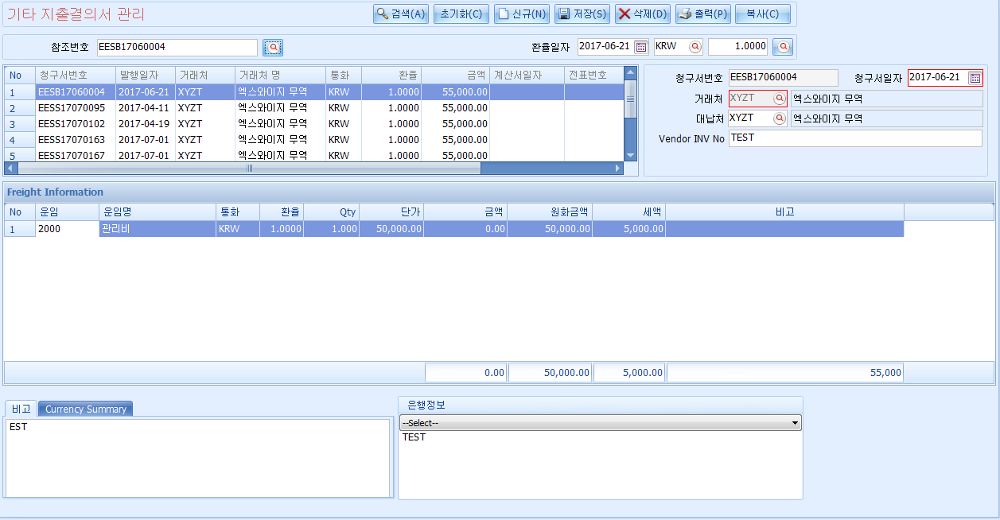 기타 지출결의서 관리 검색(A) 초기화(C) 신규(N) 저장(S) 삭제(D) 출력(P) 복사(C)
참조번호 EESB17060004 환율일자 2017-06-21 KRW 1.0000
No 청구서번호 발행일자 거래처 거래처 명 통화 환율 금액 계산서일자 전표번호
1 EESB17060004 2017-06-21 XYZT 엑스와이지 무역 KRW 1.0000 55,000.00
2 EESS17070095 2017-04-11 XYZT 엑스와이지 무역 KRW 1.0000 55,000.00
3 EESS17070102 2017-04-19 XYZT 엑스와이지 무역 KRW 1.0000 55,000.00
4 EESS17070163 2017-07-01 XYZT 엑스와이지 무역 KRW 1.0000 55,000.00
5 EESS17070167 2017-07-01 XYZT 엑스와이지 무역 KRW 1.0000 55,000.00
청구서번호 EESB17060004 청구서일자 2017-06-21
거래처 XYZT 엑스와이지 무역
대납처 XYZT 엑스와이지 무역
Vendor INV No TEST
Freight Information
No 운임 운임명 통화 환율 Qty 단가 금액 원화금액 세액 비고
1 2000 관리비 KRW 1.0000 1.000 50,000.00 0.00 50,000.00 5,000.00
0.00 50,000.00 5,000.00 55,000
비고 Currency Summary
EST
은행정보
--Select--
TEST